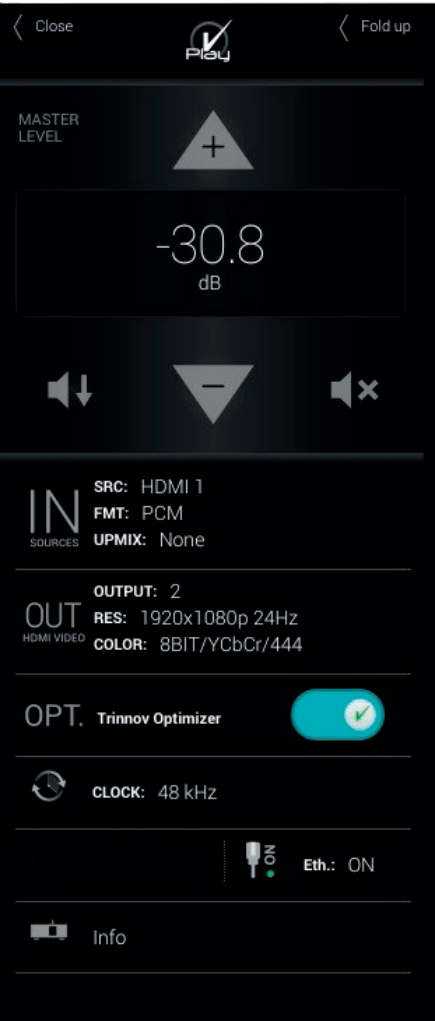 Close
Play
Fold up
MASTER
LEVEL
+
-30.8
dB
−
IN
SOURCES
SRC: HDMI 1
FMT: PCM
UPMIX: None
OUT
HDMI VIDEO
OUTPUT: 2
RES: 1920x1080p 24Hz
COLOR: 8BIT/YCbCr/444
OPT. Trinnov Optimizer
CLOCK: 48 kHz
ON
Eth.: ON
Info